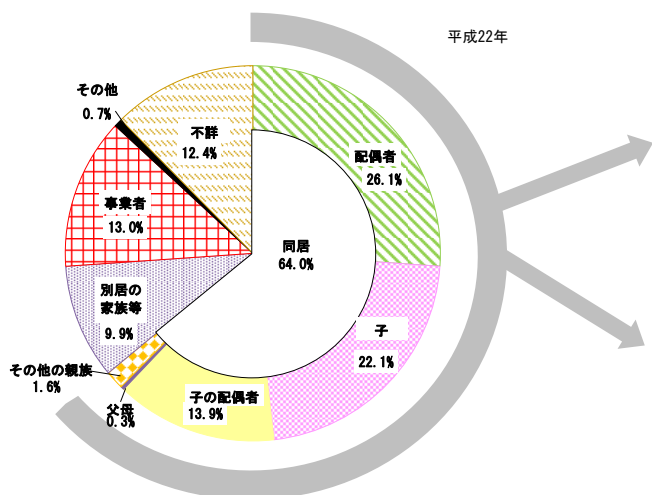 平成22年
その他
0.7%
不詳
12.4%
配偶者
26.1%
事業者
13.0%
同居
64.0%
別居の
家族等
9.9%
子
22.1%
その他の親族
1.6%
父母
0.3%
子の配偶者
13.9%